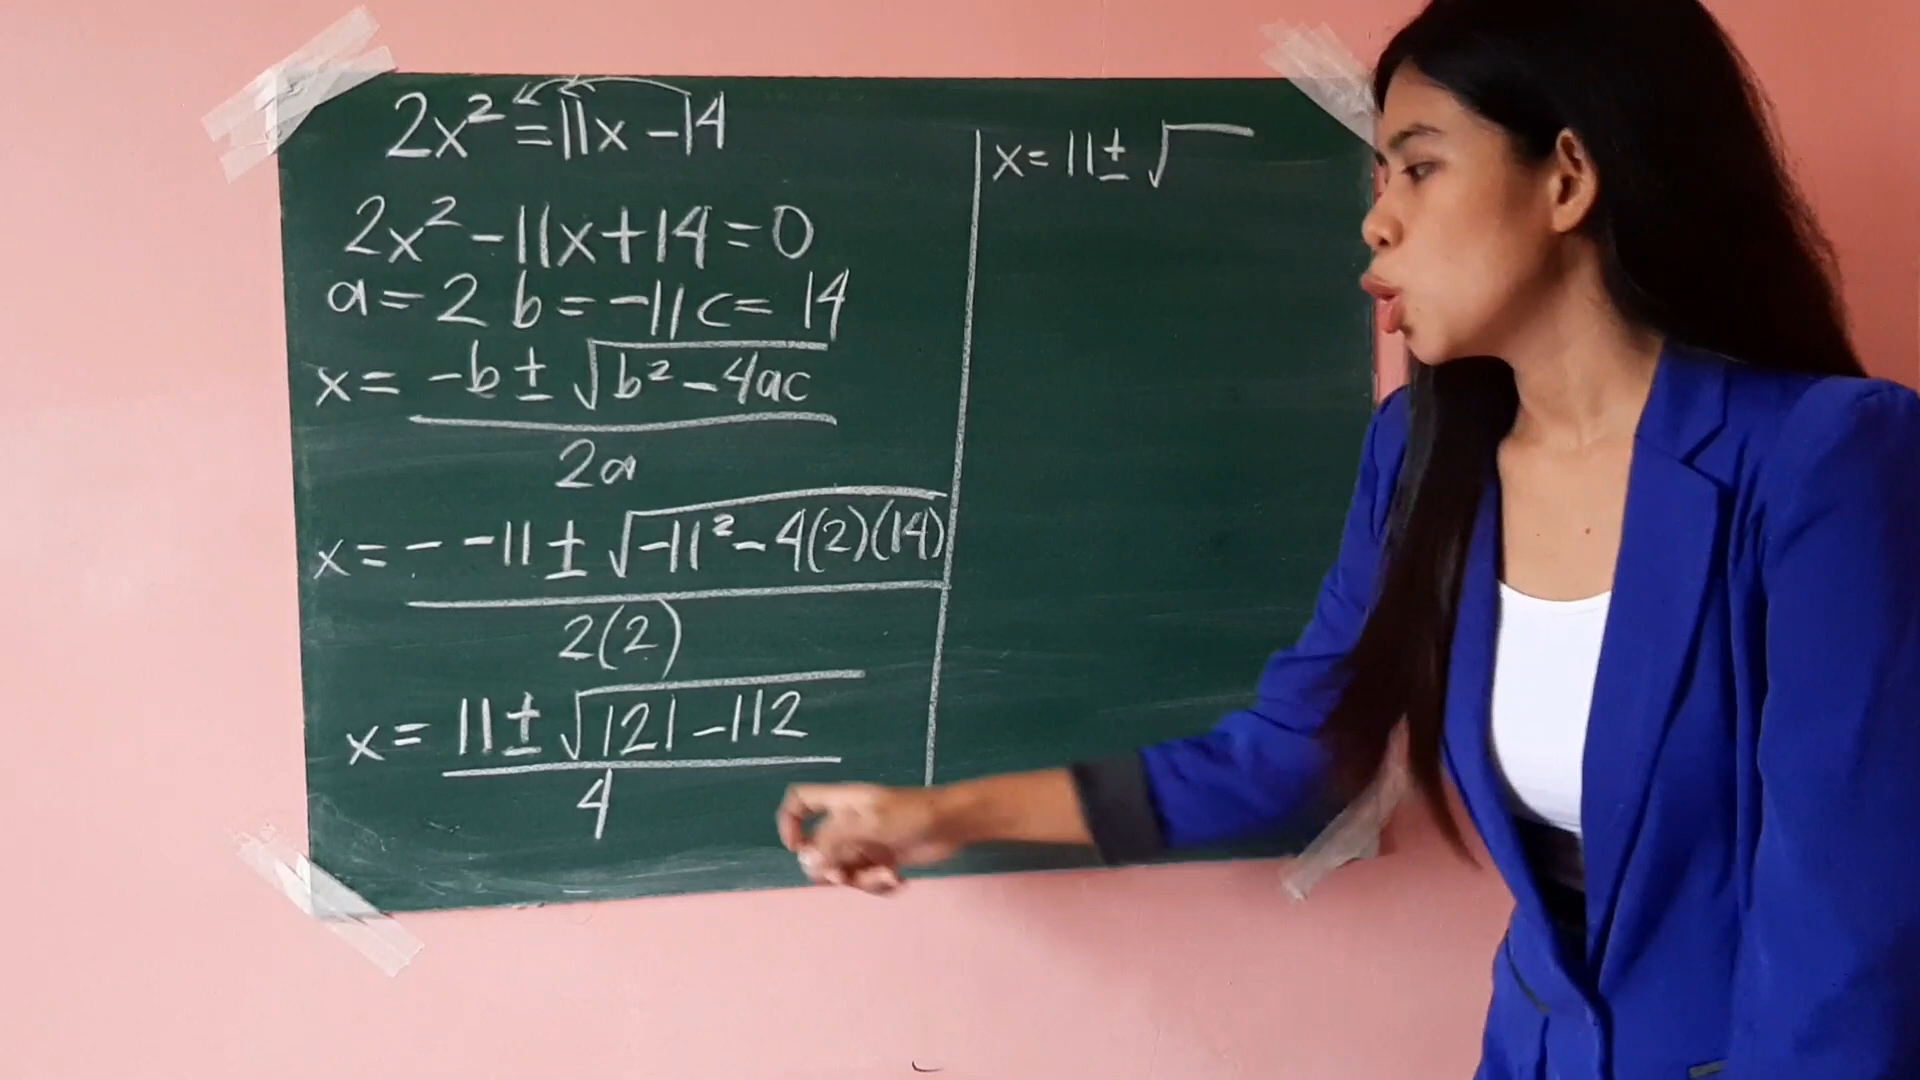 2x² = 11x - 14
2x² - 11x + 14 = 0
a = 2 b = -11 c = 14
x = -b ± √b² - 4ac
2a
x = - -11 ± √-11² - 4(2)(14)
2(2)
x = 11 ± √121 - 112
4
x = 11 ± √